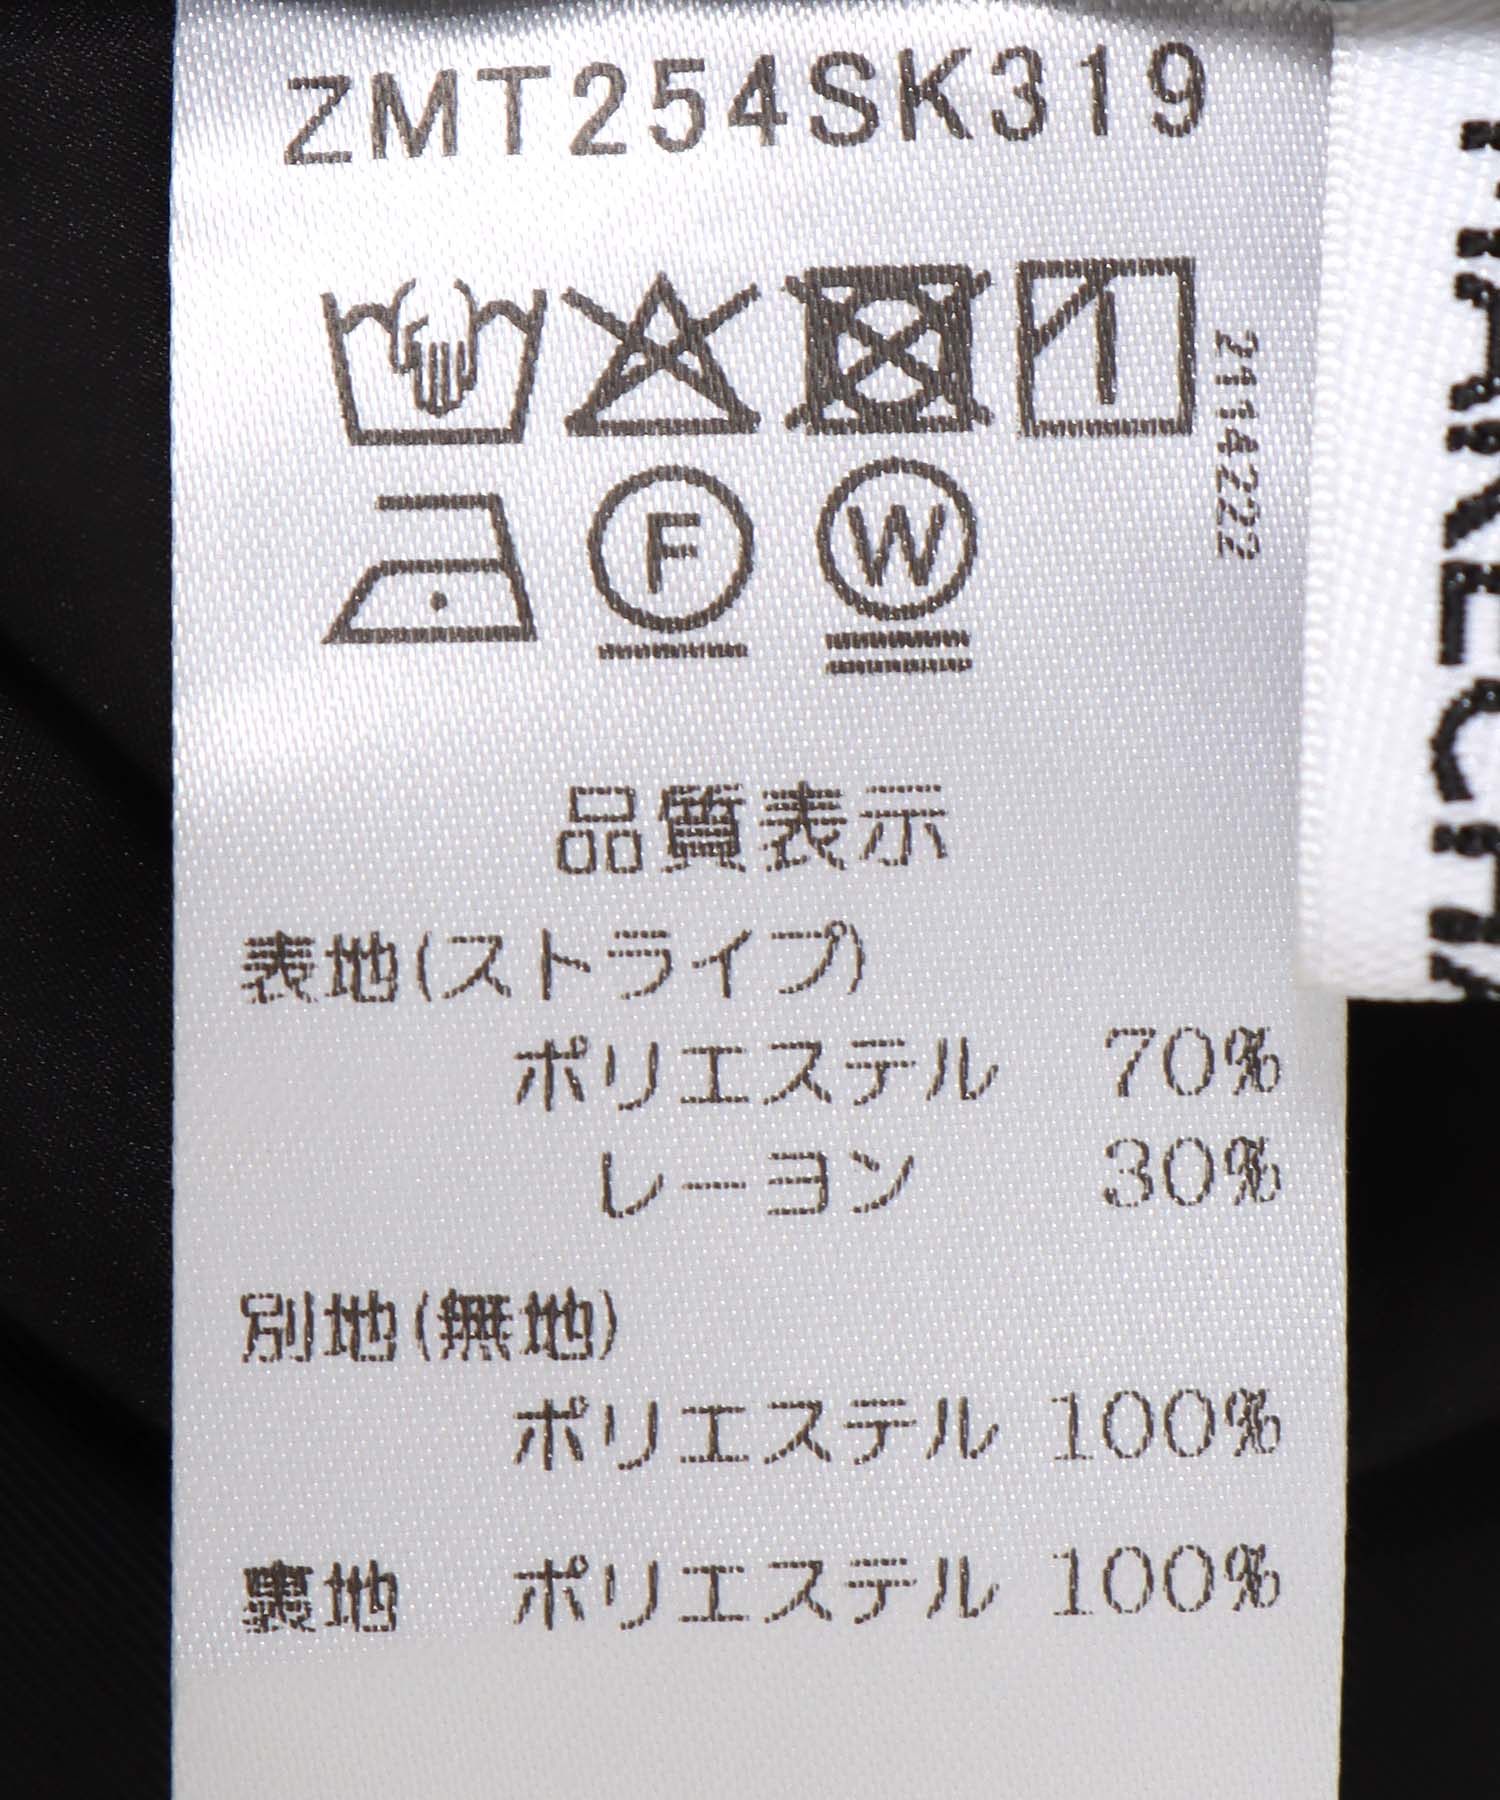 ZMT254SK319
2114222
F
W
品質表示
表地(ストライプ)
ポリエステル 70%
レーヨン 30%
別地(無地)
ポリエステル 100%
裏地 ポリエステル 100%